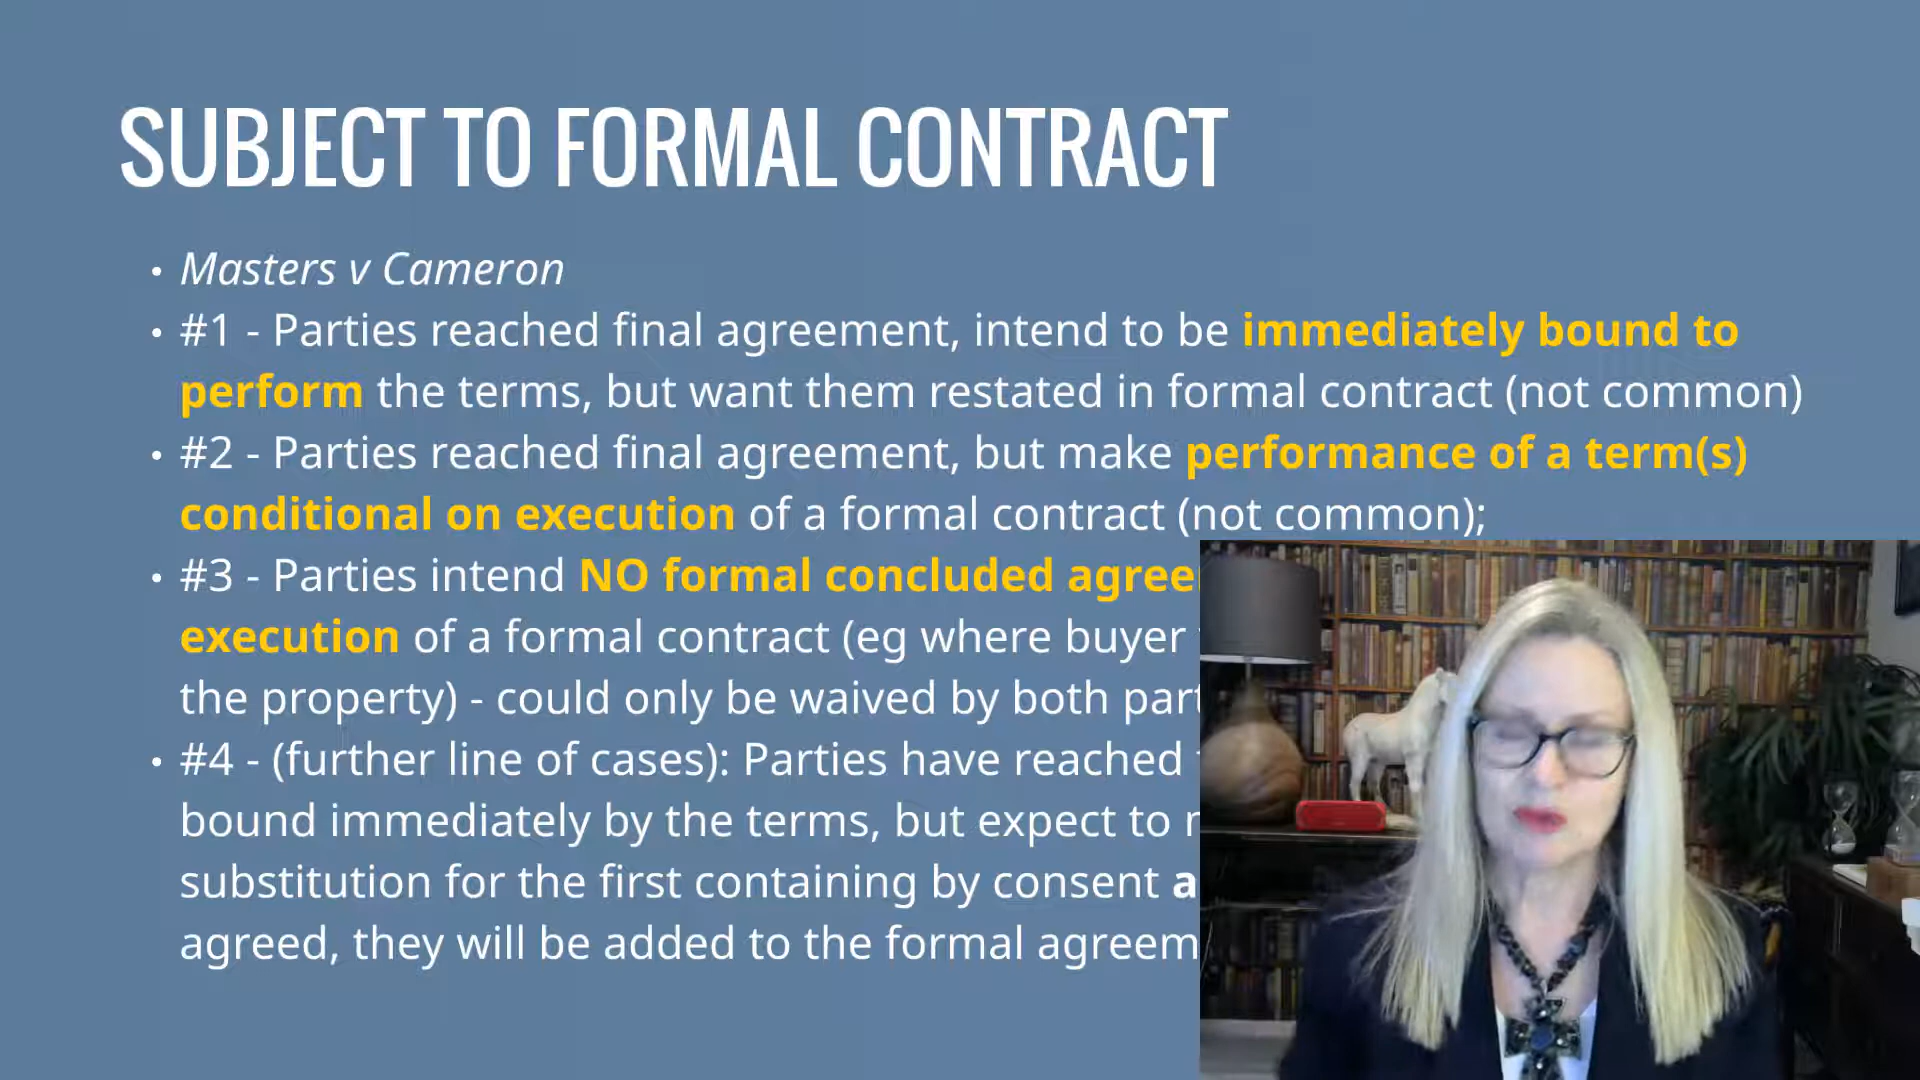 SUBJECT TO FORMAL CONTRACT
• Masters v Cameron
• #1 - Parties reached final agreement, intend to be immediately bound to
perform the terms, but want them restated in formal contract (not common)
• #2 - Parties reached final agreement, but make performance of a term(s)
conditional on execution of a formal contract (not common);
• #3 - Parties intend NO formal concluded
execution of a formal contract (eg where buyer
the property) - could only be waived by both
• #4 - (further line of cases): Parties have reached
bound immediately by the terms, but expect to
substitution for the first containing by consent
agreed, they will be added to the formal